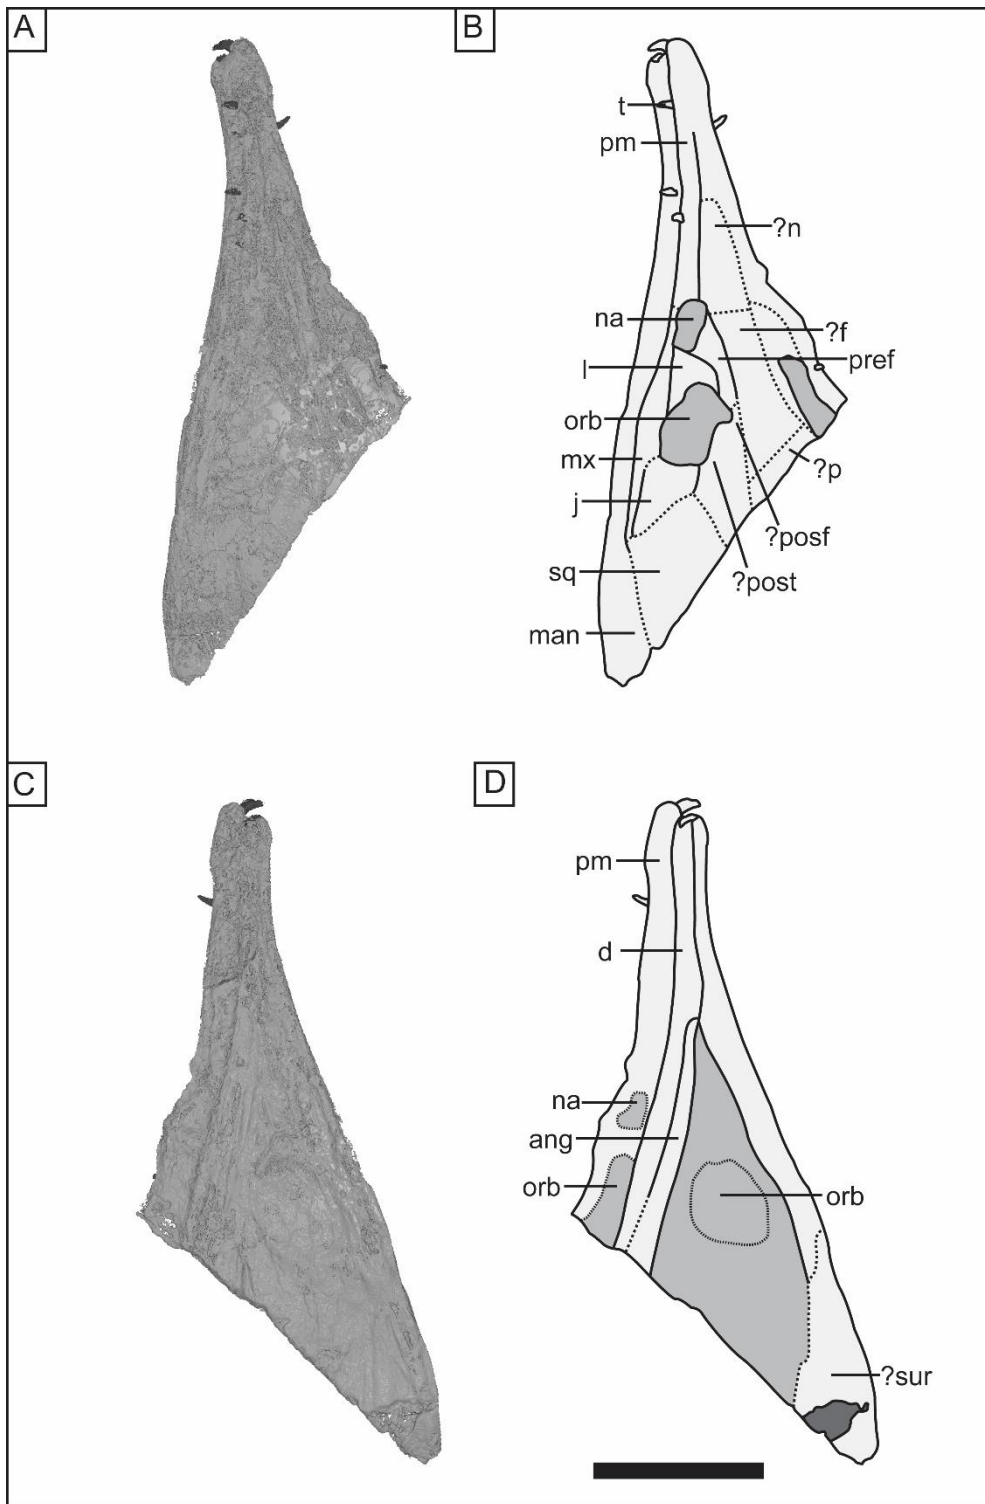 A
B
t
pm
?n
na
?f
pref
l
orb
mx
?p
j
?posf
sq
?post
man
C
D
pm
d
na
ang
orb
orb
?sur